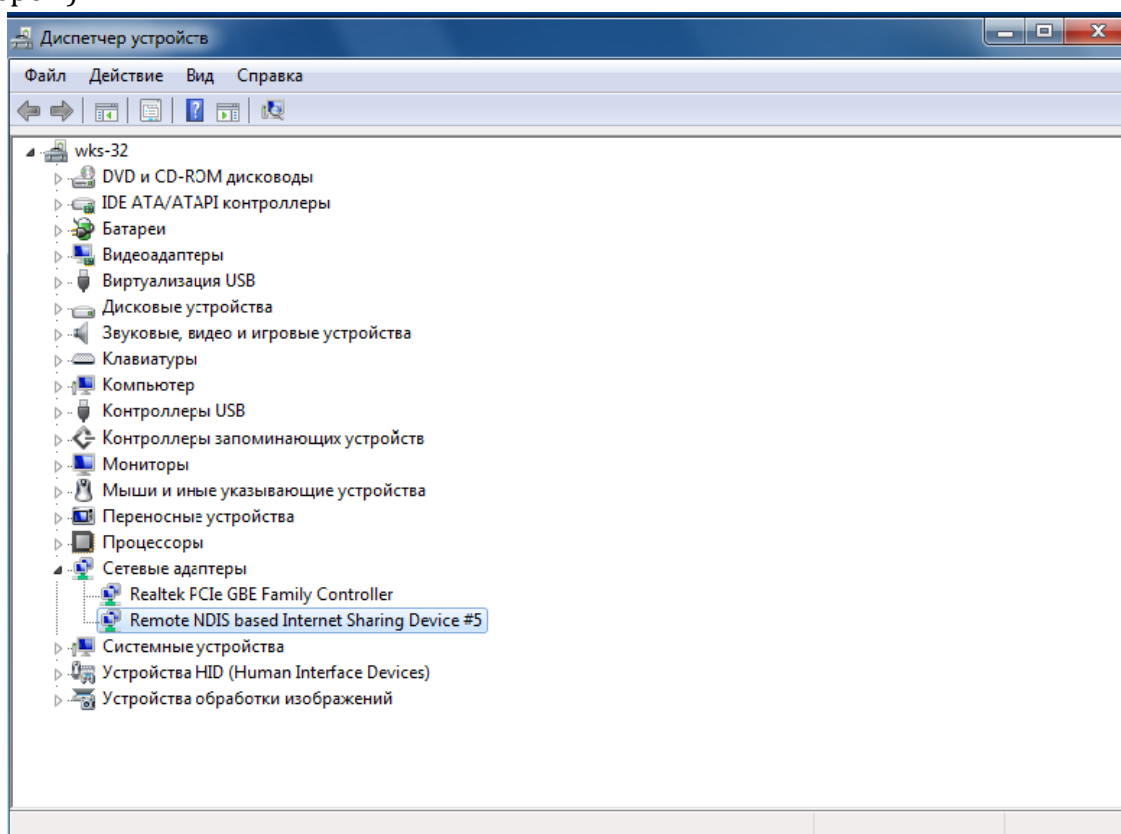 Диспетчер устройств
Файл Действие Вид Справка
wks-32
DVD и CD-ROM дисководы
IDE ATA/ATAPI контроллеры
Батареи
Видеоадаптеры
Виртуализация USB
Дисковые устройства
Звуковые, видео и игровые устройства
Клавиатуры
Компьютер
Контроллеры USB
Контроллеры запоминающих устройств
Мониторы
Мыши и иные указывающие устройства
Переносные устройства
Процессоры
Сетевые адаптеры
Realtek PCIe GBE Family Controller
Remote NDIS based Internet Sharing Device #5
Системные устройства
Устройства HID (Human Interface Devices)
Устройства обработки изображений